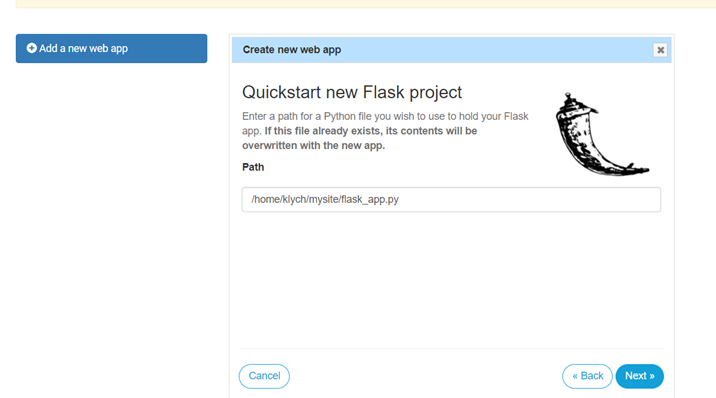 Add a new web app
Create new web app
Quickstart new Flask project
Enter a path for a Python file you wish to use to hold your Flask
app. If this file already exists, its contents will be
overwritten with the new app.
Path
/home/klych/mysite/flask_app.py
Cancel
« Back
Next »